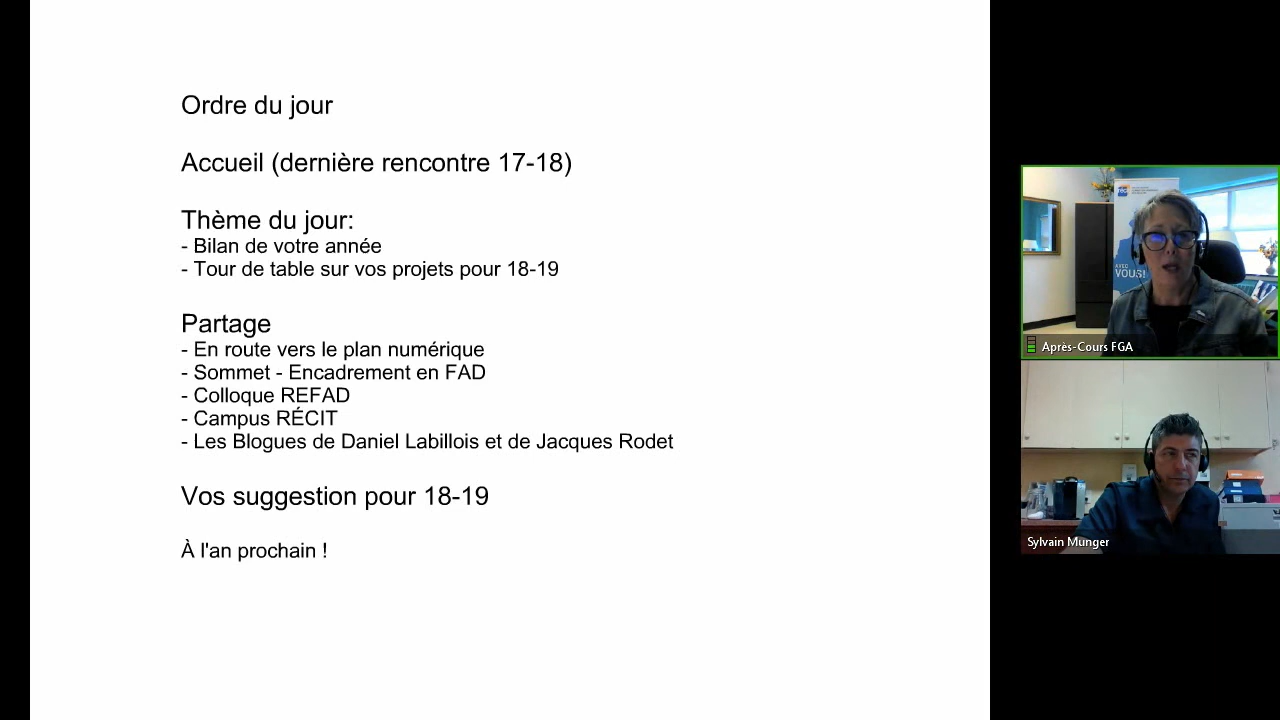 Ordre du jour
Accueil (dernière rencontre 17-18)
Thème du jour:
- Bilan de votre année
- Tour de table sur vos projets pour 18-19
Partage
- En route vers le plan numérique
- Sommet - Encadrement en FAD
- Colloque REFAD
- Campus RÉCIT
- Les Blogues de Daniel Labillois et de Jacques Rodet
Vos suggestion pour 18-19
À l'an prochain !
AVEC
VOUS!
Après-Cours FGA
Sylvain Munger